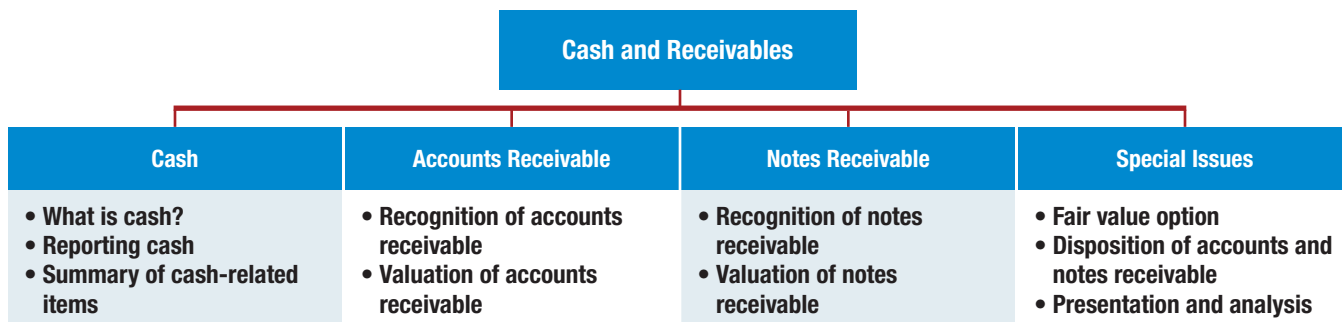 Cash and Receivables
Cash
• What is cash?
• Reporting cash
• Summary of cash-related
items
Accounts Receivable
• Recognition of accounts
receivable
• Valuation of accounts
receivable
Notes Receivable
• Recognition of notes
receivable
• Valuation of notes
receivable
Special Issues
• Fair value option
• Disposition of accounts and
notes receivable
• Presentation and analysis